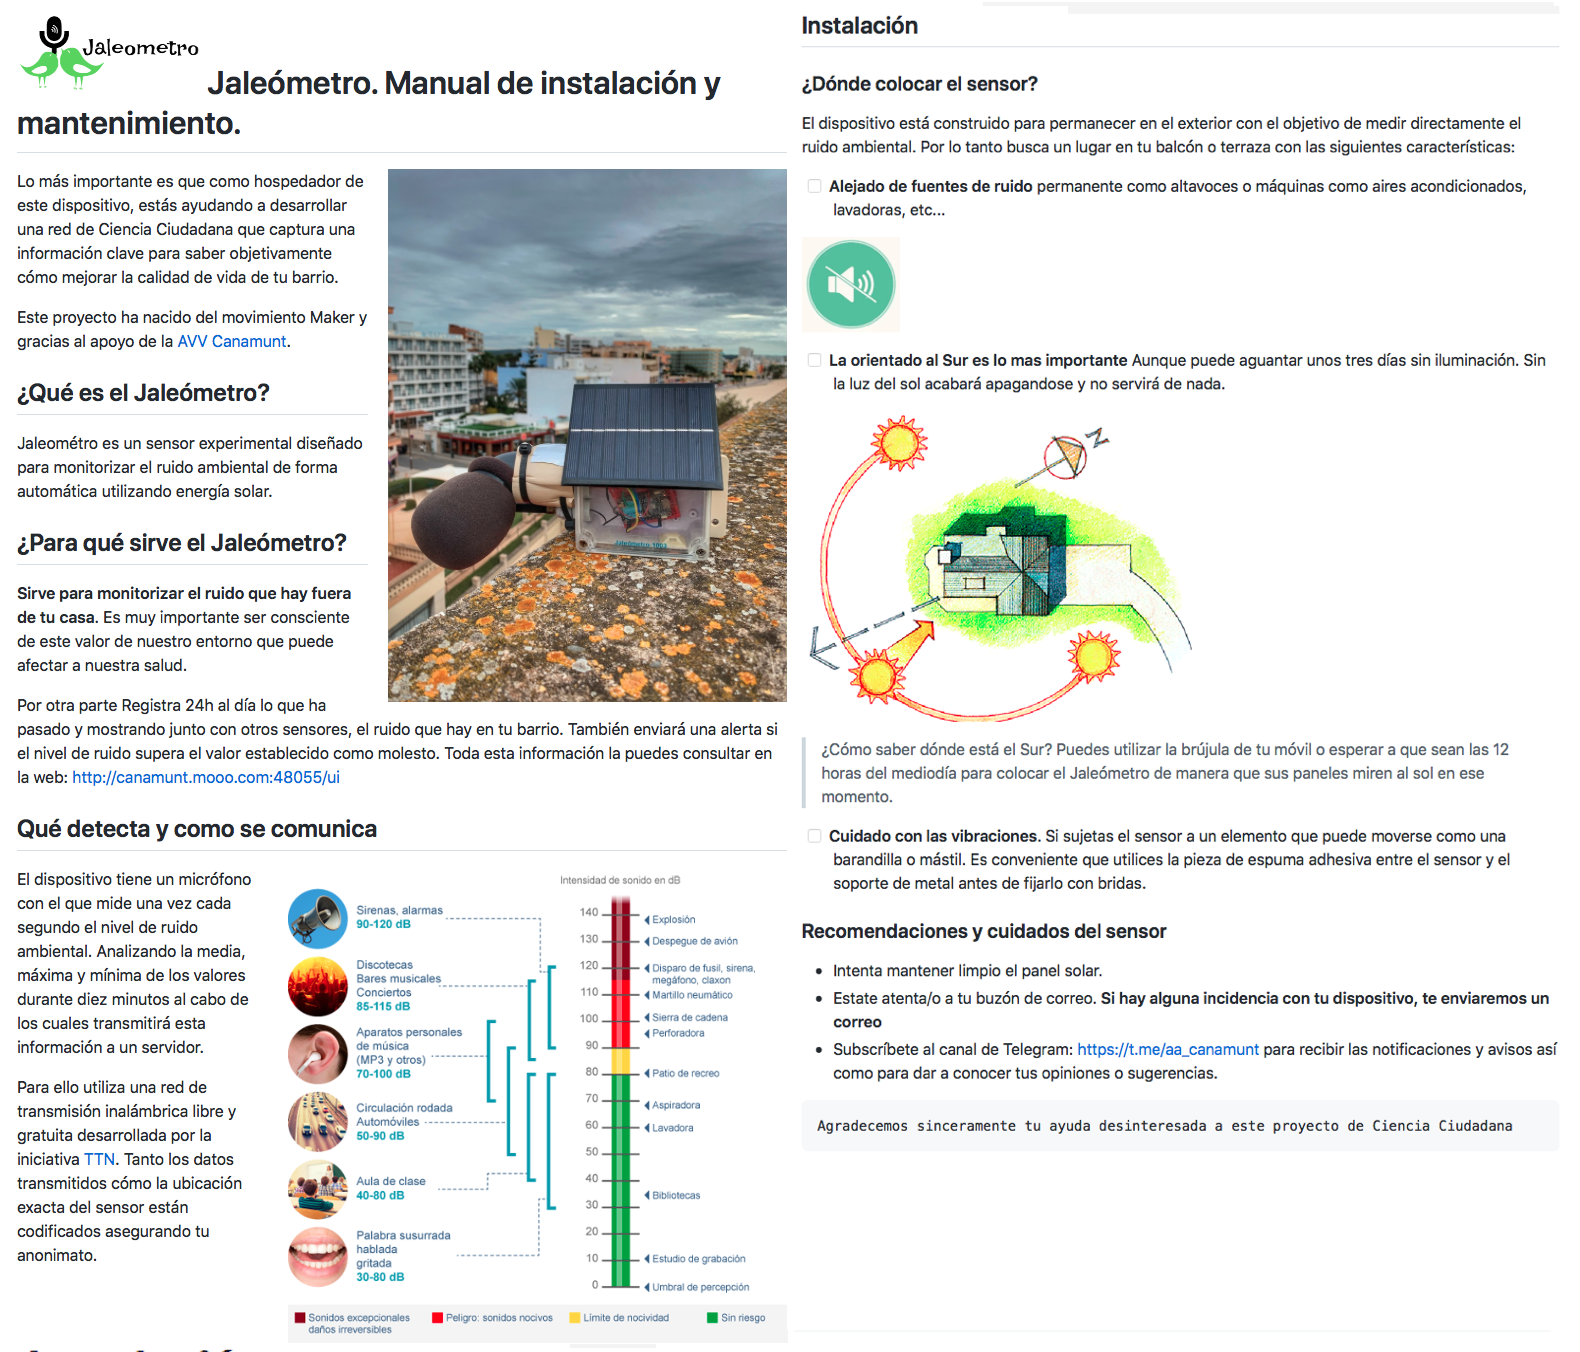 Jaleometro
Jaleómetro. Manual de instalación y
mantenimiento.
Lo más importante es que como hospedador de
este dispositivo, estás ayudando a desarrollar
una red de Ciencia Ciudadana que captura una
información clave para saber objetivamente
cómo mejorar la calidad de vida de tu barrio.
Este proyecto ha nacido del movimiento Maker y
gracias al apoyo de la AVV Canamunt.
¿Qué es el Jaleómetro?
Jaleométro es un sensor experimental diseñado
para monitorizar el ruido ambiental de forma
automática utilizando energía solar.
¿Para qué sirve el Jaleómetro?
Sirve para monitorizar el ruido que hay fuera
de tu casa. Es muy importante ser consciente
de este valor de nuestro entorno que puede
afectar a nuestra salud.
Por otra parte Registra 24h al día lo que ha
pasado y mostrando junto con otros sensores, el ruido que hay en tu barrio. También enviará una alerta si
el nivel de ruido supera el valor establecido como molesto. Toda esta información la puedes consultar en
la web: http://canamunt.mooo.com:48055/ui
Jaleómetro 1002
Qué detecta y como se comunica
El dispositivo tiene un micrófono
con el que mide una vez cada
segundo el nivel de ruido
ambiental. Analizando la media,
máxima y mínima de los valores
durante diez minutos al cabo de
los cuales transmitirá esta
información a un servidor.
Para ello utiliza una red de
transmisión inalámbrica libre y
gratuita desarrollada por la
iniciativa TTN. Tanto los datos
transmitidos cómo la ubicación
exacta del sensor están
codificados asegurando tu
anonimato.
Intensidad de sonido en dB
Sirenas, alarmas
90-120 dB
Discotecas
Bares musicales
Conciertos
85-115 dB
Aparatos personales
de música
(MP3 y otros)
70-100 dB
Circulación rodada
Automóviles
50-90 dB
Aula de clase
40-80 dB
Palabra susurrada
hablada
gritada
30-80 dB
140
130
120
110
100
90
80
70
60
50
40
30
20
10
0
Explosión
Despegue de avión
Disparo de fusil, sirena,
megáfono, claxon
Martillo neumático
Sierra de cadena
Perforadora
Patio de recreo
Aspiradora
Lavadora
Bibliotecas
Estudio de grabación
Umbral de percepción
Sonidos excepcionales
daños irreversibles
Peligro: sonidos nocivos
Límite de nocividad
Sin riesgo
Instalación
¿Dónde colocar el sensor?
El dispositivo está construido para permanecer en el exterior con el objetivo de medir directamente el
ruido ambiental. Por lo tanto busca un lugar en tu balcón o terraza con las siguientes características:
Alejado de fuentes de ruido permanente como altavoces o máquinas como aires acondicionados,
lavadoras, etc...
La orientado al Sur es lo mas importante Aunque puede aguantar unos tres días sin iluminación. Sin
la luz del sol acabará apagandose y no servirá de nada.
N
¿Cómo saber dónde está el Sur? Puedes utilizar la brújula de tu móvil o esperar a que sean las 12
horas del mediodía para colocar el Jaleómetro de manera que sus paneles miren al sol en ese
momento.
Cuidado con las vibraciones. Si sujetas el sensor a un elemento que puede moverse como una
barandilla o mástil. Es conveniente que utilices la pieza de espuma adhesiva entre el sensor y el
soporte de metal antes de fijarlo con bridas.
Recomendaciones y cuidados del sensor
• Intenta mantener limpio el panel solar.
• Estate atenta/o a tu buzón de correo. Si hay alguna incidencia con tu dispositivo, te enviaremos un
correo
• Subscríbete al canal de Telegram: https://t.me/aa_canamunt para recibir las notificaciones y avisos así
como para dar a conocer tus opiniones o sugerencias.
Agradecemos sinceramente tu ayuda desinteresada a este proyecto de Ciencia Ciudadana